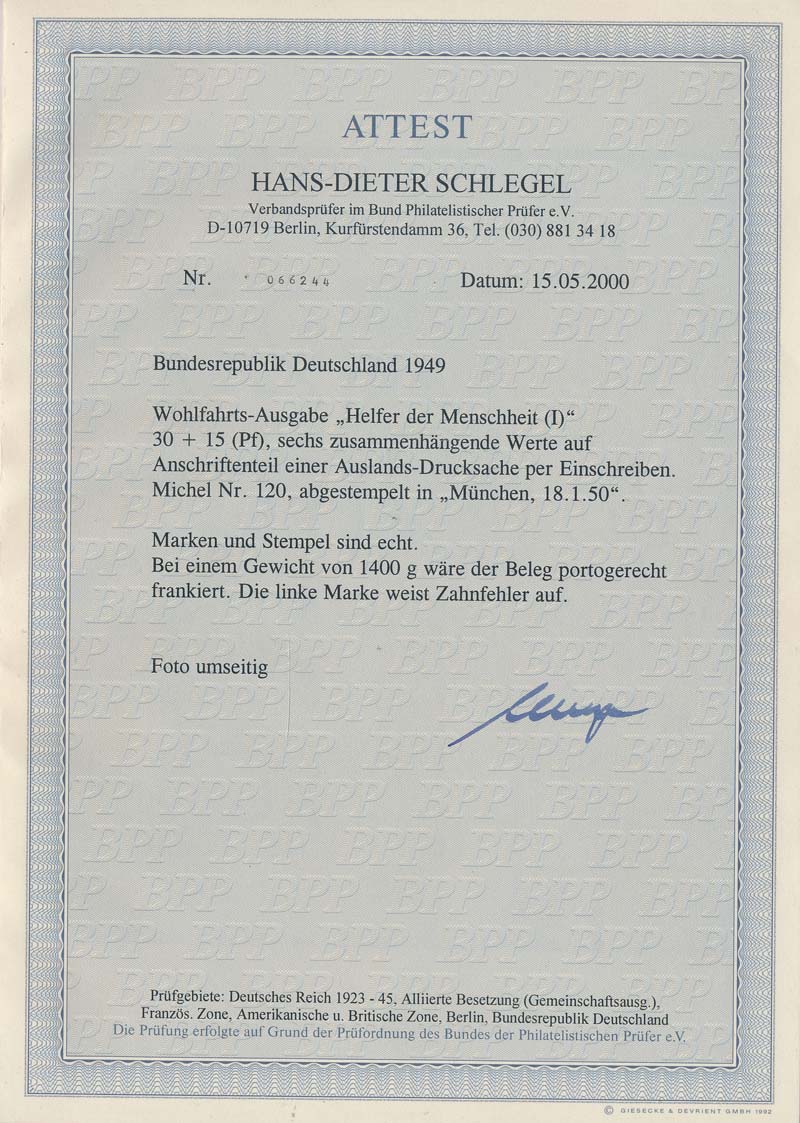 ATTEST
HANS-DIETER SCHLEGEL
Verbandsprüfer im Bund Philatelistischer Prüfer e.V.
D-10719 Berlin, Kurfürstendamm 36, Tel. (030) 881 34 18
Nr. 066244 Datum: 15.05.2000
Bundesrepublik Deutschland 1949
Wohlfahrts-Ausgabe „Helfer der Menschheit (I)“
30 + 15 (Pf), sechs zusammenhängende Werte auf
Anschriftenteil einer Auslands-Drucksache per Einschreiben.
Michel Nr. 120, abgestempelt in „München, 18.1.50“.
Marken und Stempel sind echt.
Bei einem Gewicht von 1400 g wäre der Beleg portogerecht
frankiert. Die linke Marke weist Zahnfehler auf.
Foto umseitig
Prüfgebiete: Deutsches Reich 1923 - 45, Alliierte Besetzung (Gemeinschaftsausg.),
Französ. Zone, Amerikanische u. Britische Zone, Berlin, Bundesrepublik Deutschland
Die Prüfung erfolgte auf Grund der Prüfordnung des Bundes der Philatelistischen Prüfer e.V.
© GIESECKE & DEVRIENT GMBH 1992